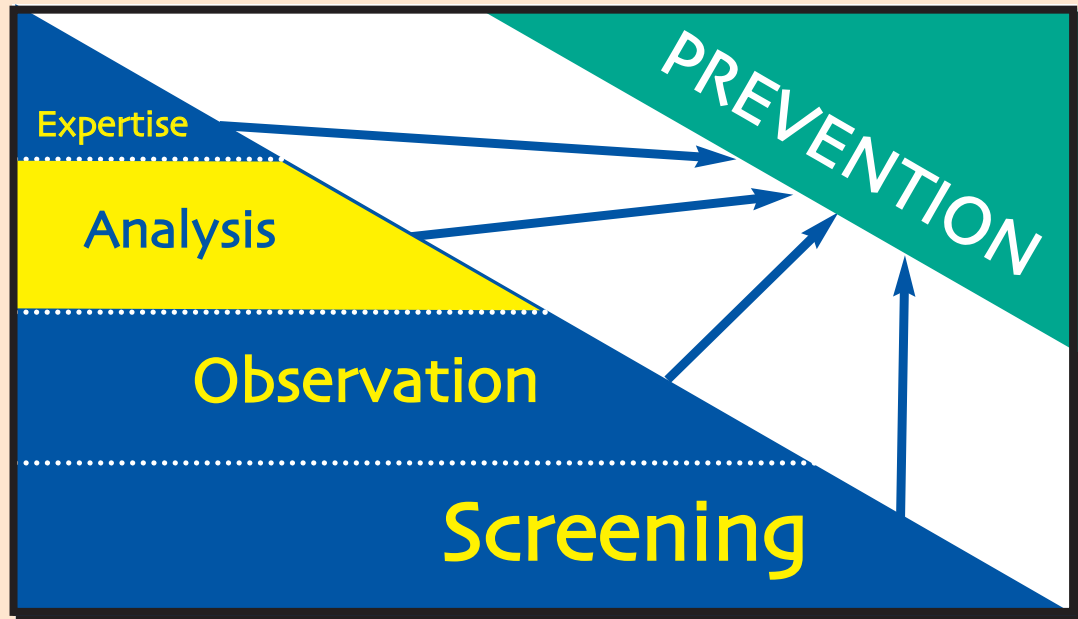 PREVENTION
Expertise
Analysis
Observation
Screening